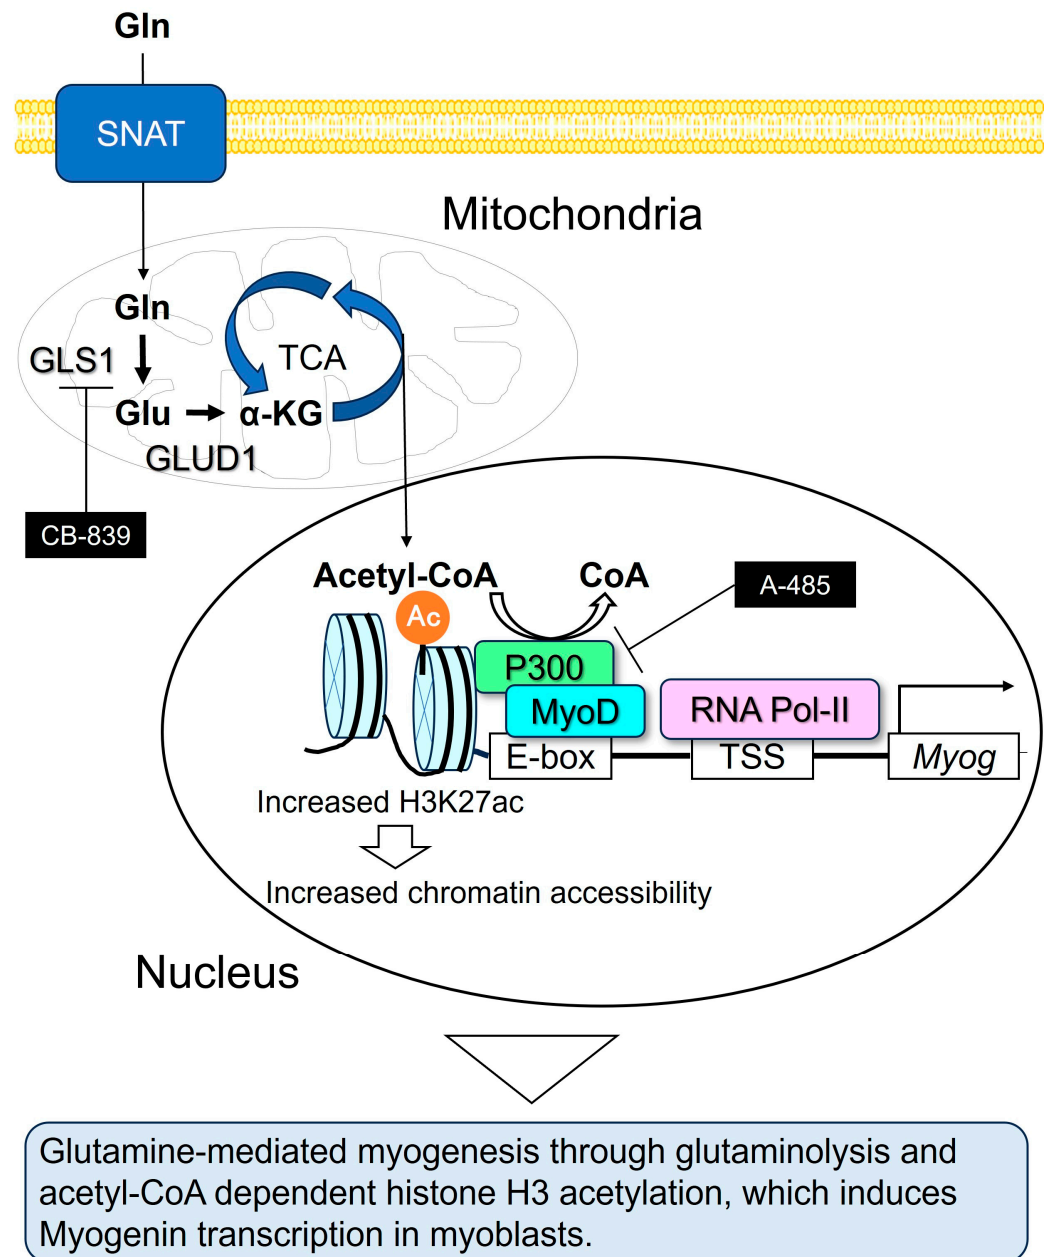 Gln
SNAT
Mitochondria
Gln
GLS1
TCA
Glu
α-KG
GLUD1
CB-839
Acetyl-CoA
CoA
A-485
Ac
P300
MyoD
RNA Pol-II
E-box
TSS
Myog
Increased H3K27ac
Increased chromatin accessibility
Nucleus
Glutamine-mediated myogenesis through glutaminolysis and
acetyl-CoA dependent histone H3 acetylation, which induces
Myogenin transcription in myoblasts.